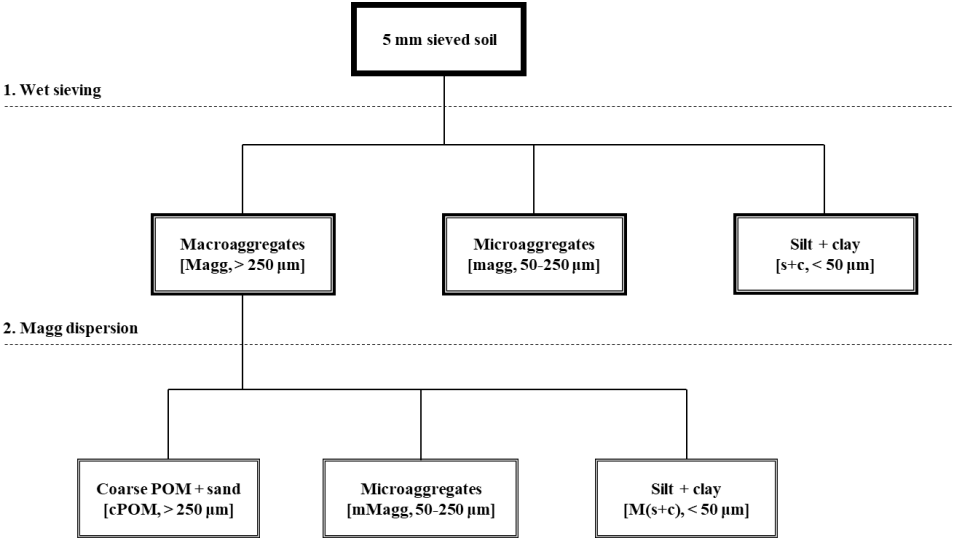 5 mm sieved soil
1. Wet sieving
Macroaggregates
[Magg, > 250 µm]
Microaggregates
[magg, 50-250 µm]
Silt + clay
[s+c, < 50 µm]
2. Magg dispersion
Coarse POM + sand
[cPOM, > 250 µm]
Microaggregates
[mMagg, 50-250 µm]
Silt + clay
[M(s+c), < 50 µm]